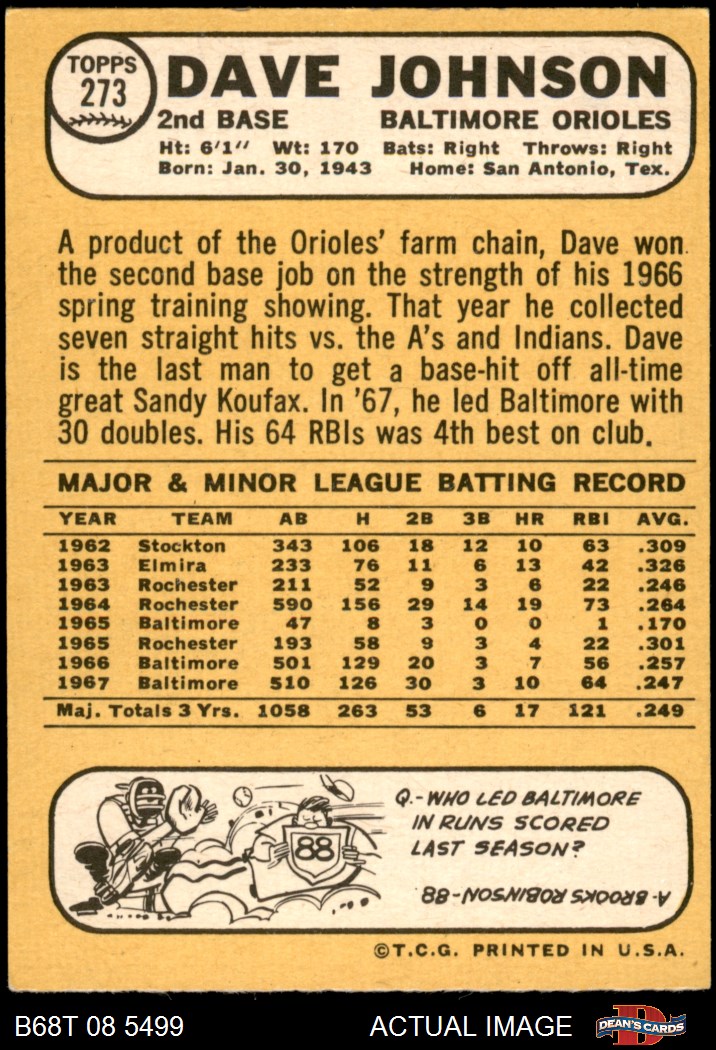 TOPPS
273
DAVE JOHNSON
2nd BASE BALTIMORE ORIOLES
Ht: 6'1" Wt: 170 Bats: Right Throws: Right
Born: Jan. 30, 1943 Home: San Antonio, Tex.
A product of the Orioles' farm chain, Dave won
the second base job on the strength of his 1966
spring training showing. That year he collected
seven straight hits vs. the A's and Indians. Dave
is the last man to get a base-hit off all-time
great Sandy Koufax. In '67, he led Baltimore with
30 doubles. His 64 RBIs was 4th best on club.
MAJOR & MINOR LEAGUE BATTING RECORD
YEAR TEAM AB H 2B 3B HR RBI AVG.
1962 Stockton 343 106 18 12 10 63 .309
1963 Elmira 233 76 11 6 13 42 .326
1963 Rochester 211 52 9 3 6 22 .246
1964 Rochester 590 156 29 14 19 73 .264
1965 Baltimore 47 8 3 0 0 1 .170
1965 Rochester 193 58 9 3 4 22 .301
1966 Baltimore 501 129 20 3 7 56 .257
1967 Baltimore 510 126 30 3 10 64 .247
Maj. Totals 3 Yrs. 1058 263 53 6 17 121 .249
88
Q.-WHO LED BALTIMORE
IN RUNS SCORED
LAST SEASON?
A-BROOKS ROBINSON-88
©T.C.G. PRINTED IN U.S.A.
B68T 08 5499 ACTUAL IMAGE
D
DEAN'S CARDS